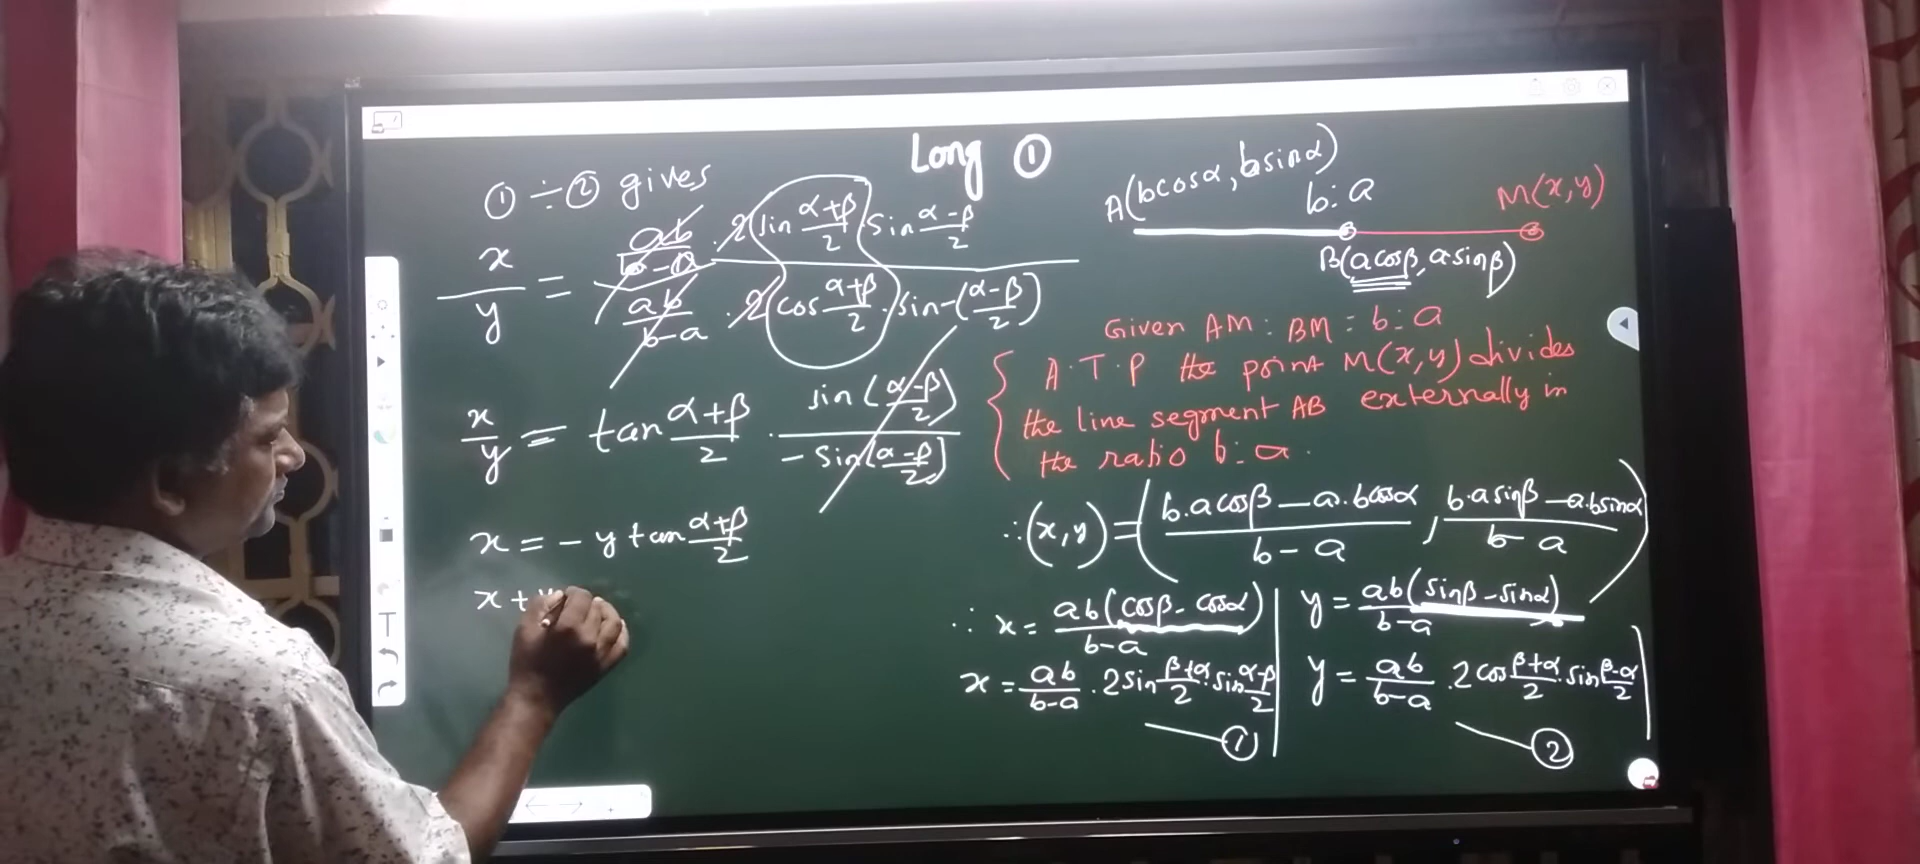 Long ①
① ÷ ② gives
x/y = (ab/b-a · 2 sin α+β/2 · sin α-β/2) / (ab/b-a · 2 cos α+β/2 · sin -(α-β/2))
x/y = tan α+β/2 · sin(α-β/2) / -sin(α-β/2)
x = - y tan α+β/2
x + y
A(bcosα, bsinα)
b:a
M(x,y)
B(acosβ, a sinβ)
Given AM : BM = b : a
A.T.P the point M(x,y) divides
the line segment AB externally in
the ratio b : a.
∴ (x,y) = (b.acosβ - a.bcosα / b-a , b.asinβ - a.bsinα / b-a)
∴ x = ab(cosβ - cosα) / b-a
x = ab/b-a . 2sin β+α/2 . sin α-β/2
①
y = ab(sinβ - sinα) / b-a
y = ab/b-a . 2cos β+α/2 . sin β-α/2
②
T